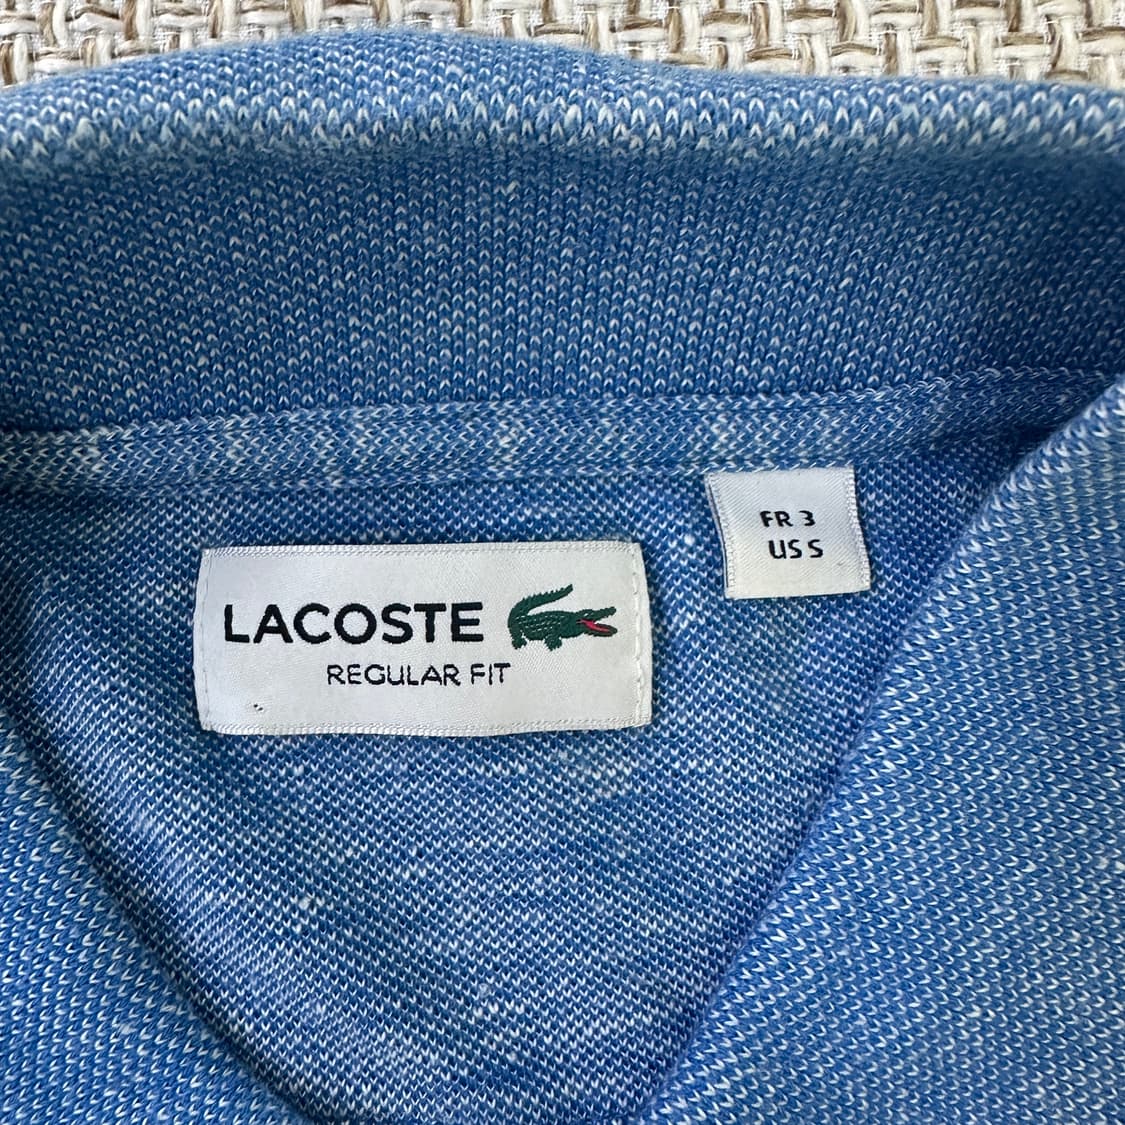 LACOSTE
REGULAR FIT
FR 3
US S